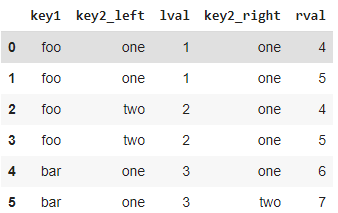 key1 key2_left lval key2_right rval
0 foo one 1 one 4
1 foo one 1 one 5
2 foo two 2 one 4
3 foo two 2 one 5
4 bar one 3 one 6
5 bar one 3 two 7